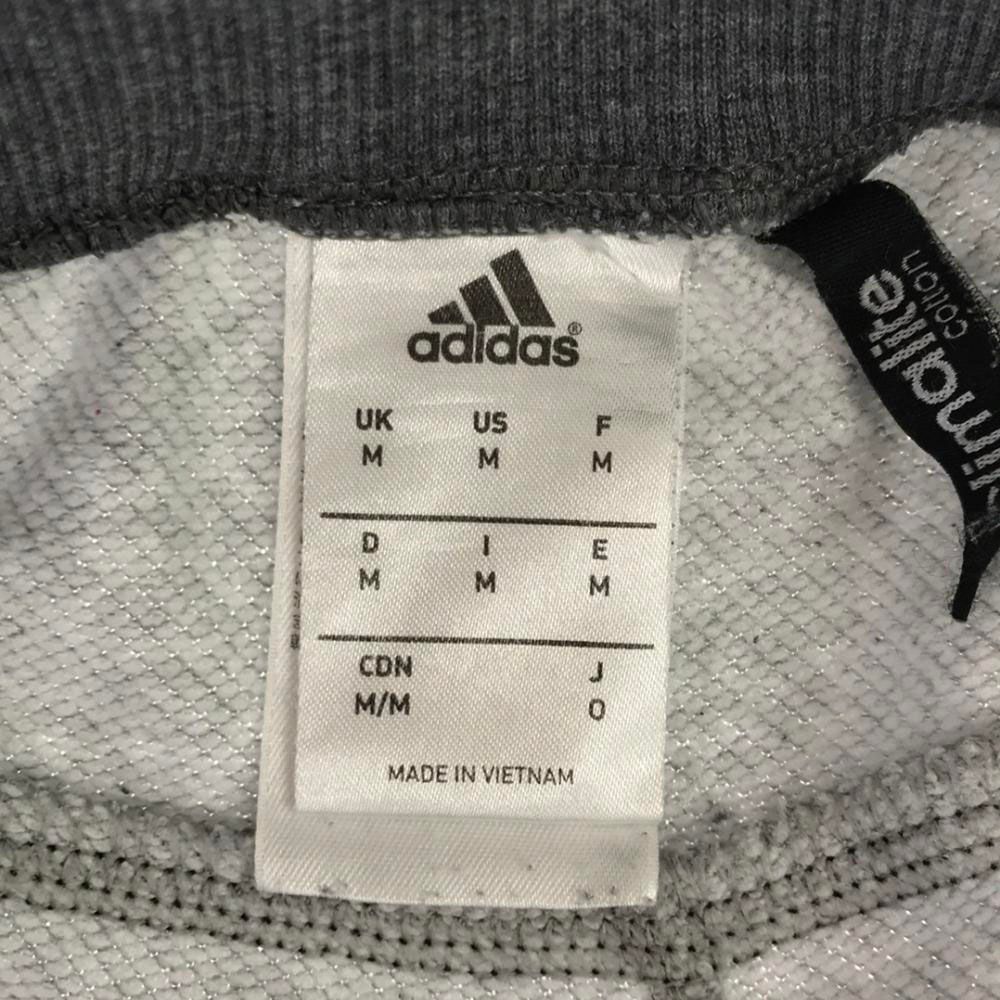 adidas®
UK US F
M M M
D I E
M M M
CDN J
M/M O
MADE IN VIETNAM
climalite
cotton